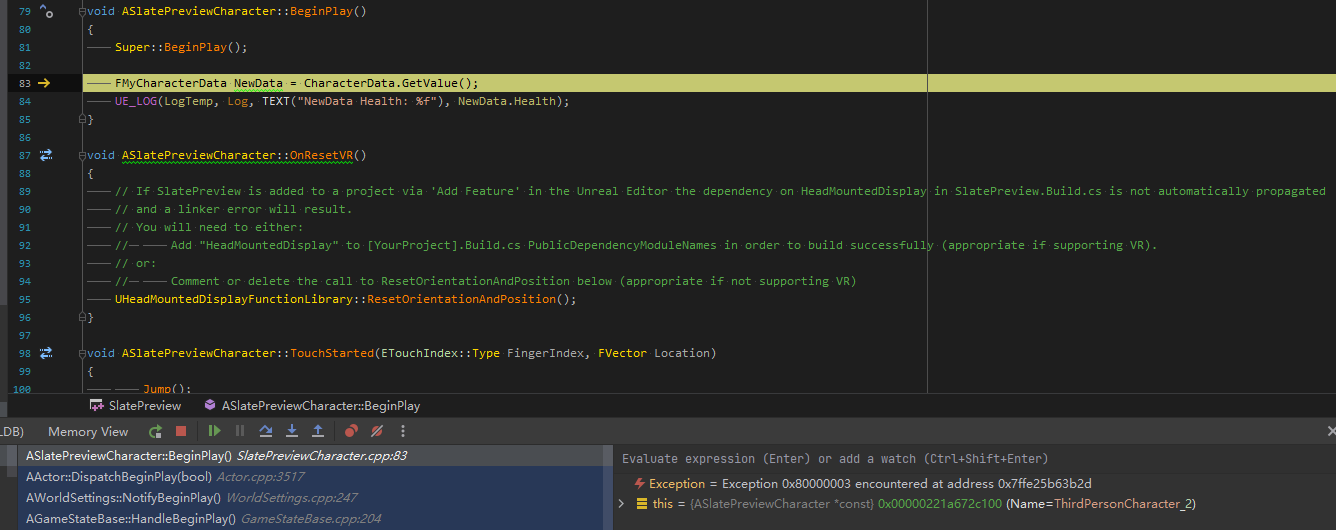 79 void ASlatePreviewCharacter::BeginPlay()
80 {
81 Super::BeginPlay();
82
83 FMyCharacterData NewData = CharacterData.GetValue();
84 UE_LOG(LogTemp, Log, TEXT("NewData Health: %f"), NewData.Health);
85 }
86
87 void ASlatePreviewCharacter::OnResetVR()
88 {
89 // If SlatePreview is added to a project via 'Add Feature' in the Unreal Editor the dependency on HeadMountedDisplay in SlatePreview.Build.cs is not automatically propagated
90 // and a linker error will result.
91 // You will need to either:
92 // Add "HeadMountedDisplay" to [YourProject].Build.cs PublicDependencyModuleNames in order to build successfully (appropriate if supporting VR).
93 // or:
94 // Comment or delete the call to ResetOrientationAndPosition below (appropriate if not supporting VR)
95 UHeadMountedDisplayFunctionLibrary::ResetOrientationAndPosition();
96 }
97
98 void ASlatePreviewCharacter::TouchStarted(ETouchIndex::Type FingerIndex, FVector Location)
99 {
100 Jump();
SlatePreview ASlatePreviewCharacter::BeginPlay
LDB) Memory View
ASlatePreviewCharacter::BeginPlay() SlatePreviewCharacter.cpp:83
AActor::DispatchBeginPlay(bool) Actor.cpp:3517
AWorldSettings::NotifyBeginPlay() WorldSettings.cpp:247
AGameStateBase::HandleBeginPlay() GameStateBase.cpp:204
Evaluate expression (Enter) or add a watch (Ctrl+Shift+Enter)
Exception = Exception 0x80000003 encountered at address 0x7ffe25b63b2d
this = {ASlatePreviewCharacter *const} 0x00000221a672c100 (Name=ThirdPersonCharacter_2)